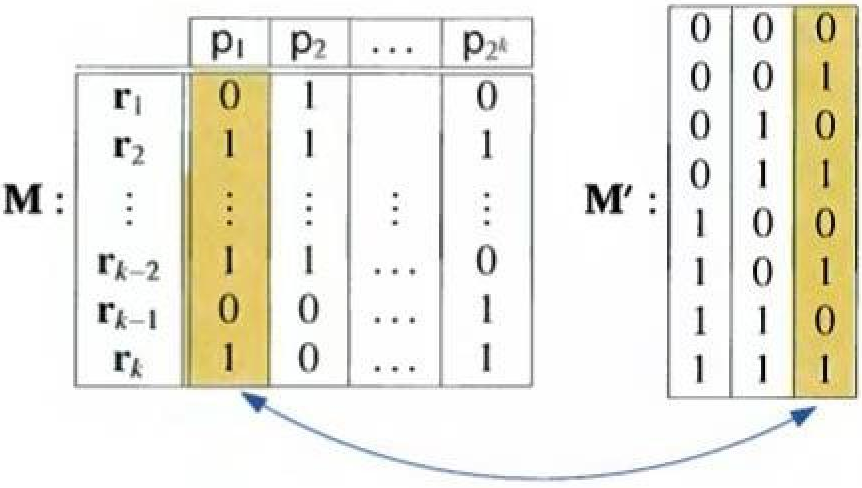 p₁ p₂ ... p₂ᵏ
r₁ 0 1 0
r₂ 1 1 1
M : ⋮ ⋮ ⋮ ⋮ ⋮
rₖ₋₂ 1 1 ... 0
rₖ₋₁ 0 0 ... 1
rₖ 1 0 ... 1
0 0 0
0 0 1
0 1 0
0 1 1
M′ :
1 0 0
1 0 1
1 1 0
1 1 1